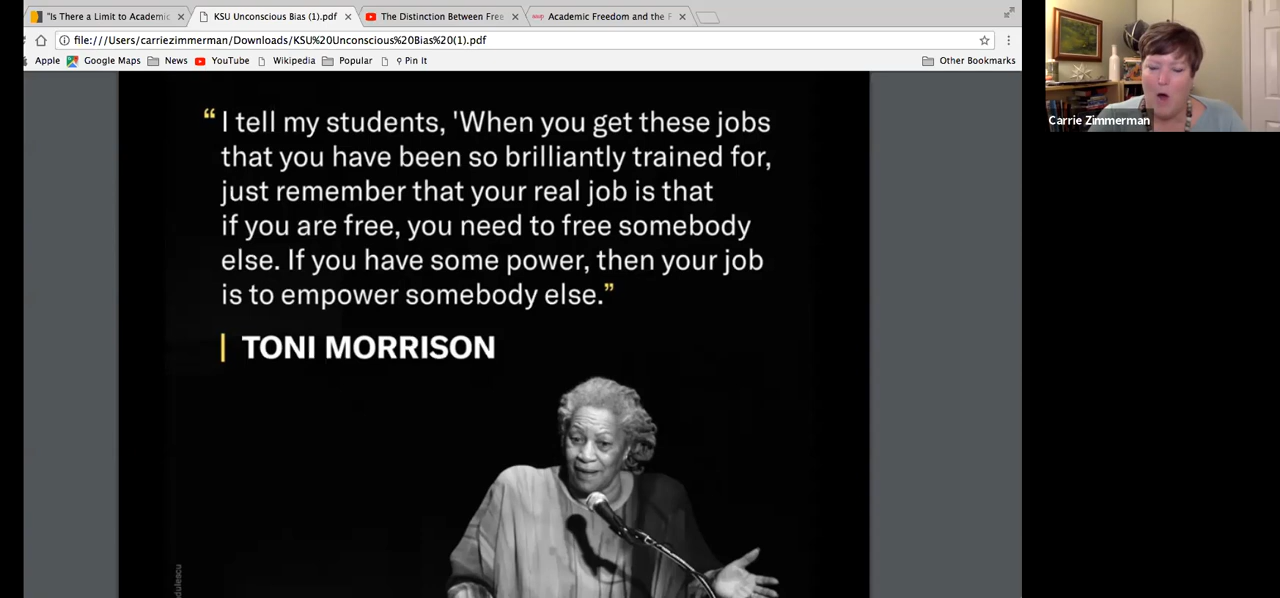 "Is There a Limit to Academic
KSU Unconscious Bias (1).pdf
The Distinction Between Free
Academic Freedom and the F
file:///Users/carriezimmerman/Downloads/KSU%20Unconscious%20Bias%20(1).pdf
Apple Google Maps News YouTube Wikipedia Popular Pin It Other Bookmarks
Carrie Zimmerman
“I tell my students, 'When you get these jobs
that you have been so brilliantly trained for,
just remember that your real job is that
if you are free, you need to free somebody
else. If you have some power, then your job
is to empower somebody else.”
TONI MORRISON
dulescu